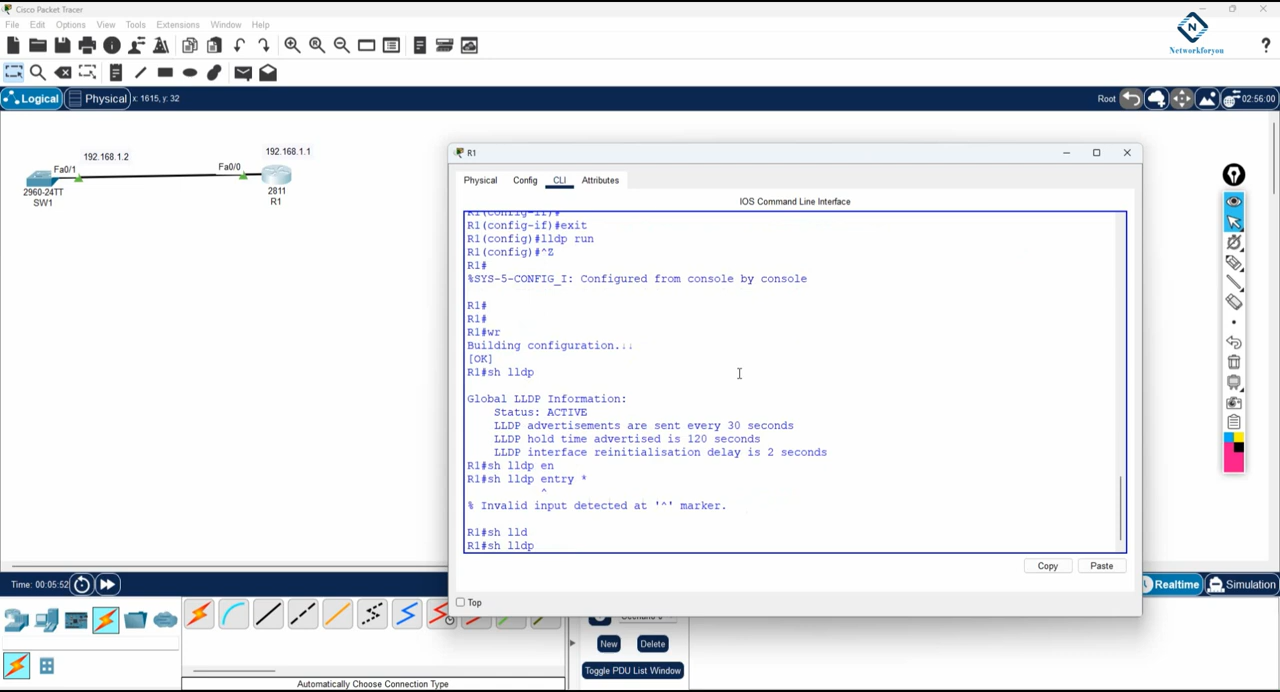 Cisco Packet Tracer
File Edit Options View Tools Extensions Window Help
N
Networkforyou
?
Logical Physical x: 1615, y: 32 Root 02:56:00
192.168.1.2
192.168.1.1
Fa0/1
Fa0/0
2960-24TT
SW1
2811
R1
R1
Physical Config CLI Attributes
IOS Command Line Interface
R1(config-if)#
R1(config-if)#exit
R1(config)#lldp run
R1(config)#^Z
R1#
%SYS-5-CONFIG_I: Configured from console by console
R1#
R1#
R1#wr
Building configuration...
[OK]
R1#sh lldp
Global LLDP Information:
Status: ACTIVE
LLDP advertisements are sent every 30 seconds
LLDP hold time advertised is 120 seconds
LLDP interface reinitialisation delay is 2 seconds
R1#sh lldp en
R1#sh lldp entry *
^
% Invalid input detected at '^' marker.
R1#sh lld
R1#sh lldp
Copy Paste
Top
Time: 00:05:52 Realtime Simulation
New Delete
Toggle PDU List Window
Automatically Choose Connection Type